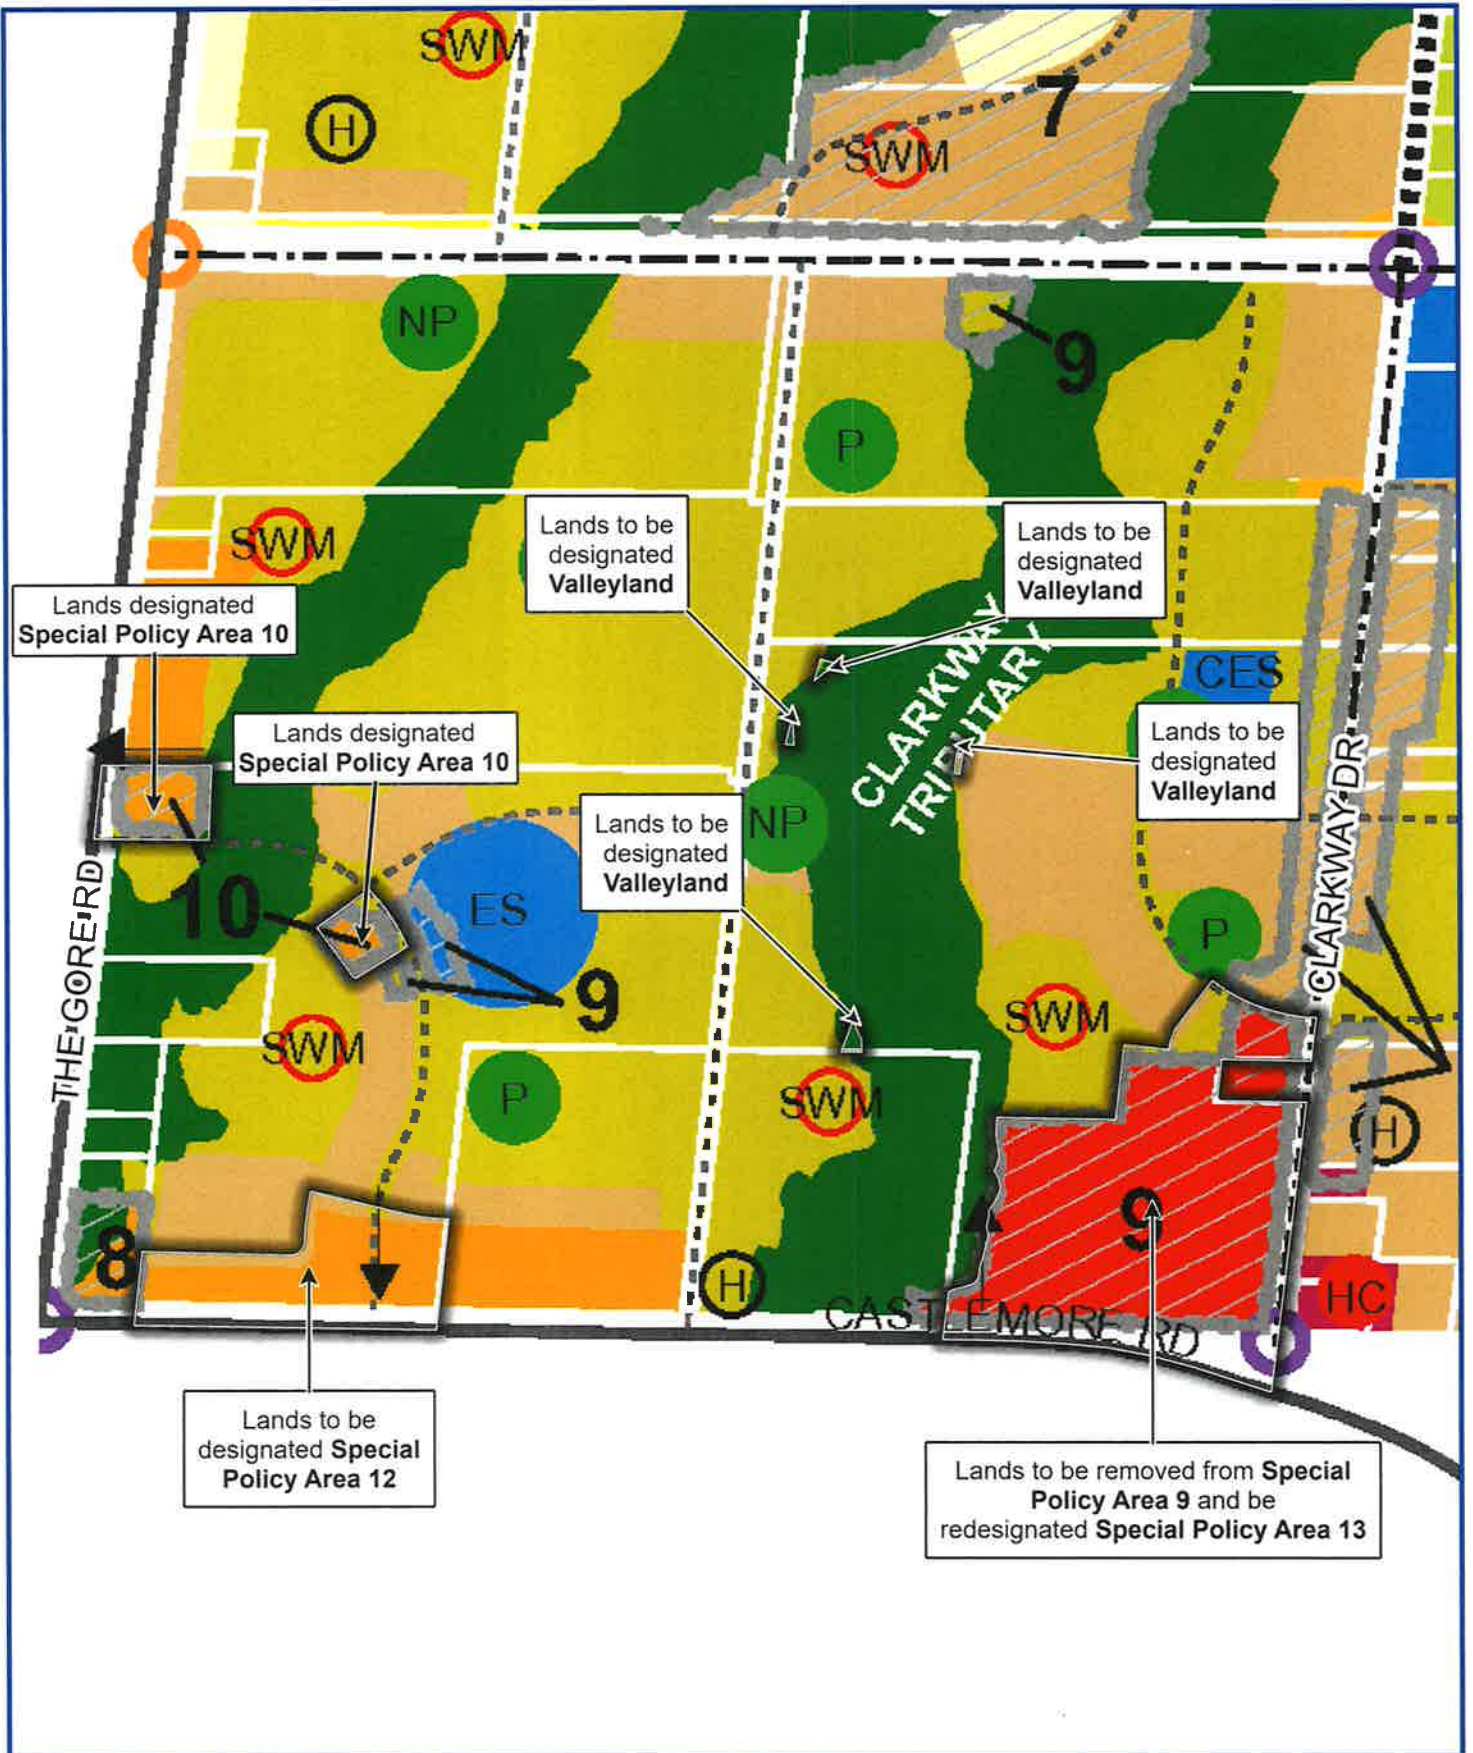 SWM
H
7
SWM
NP
9
P
SWM
Lands to be
designated
Valleyland
Lands to be
designated
Valleyland
Lands designated
Special Policy Area 10
CLARKWAY
TRIBUTARY
CES
Lands designated
Special Policy Area 10
Lands to be
designated
Valleyland
CLARKWAY DR
Lands to be
designated
Valleyland
NP
10
ES
P
THE GORE RD
9
SWM
SWM
P
SWM
H
9
8
H
HC
CASTLEMORE RD
Lands to be
designated Special
Policy Area 12
Lands to be removed from Special
Policy Area 9 and be
redesignated Special Policy Area 13